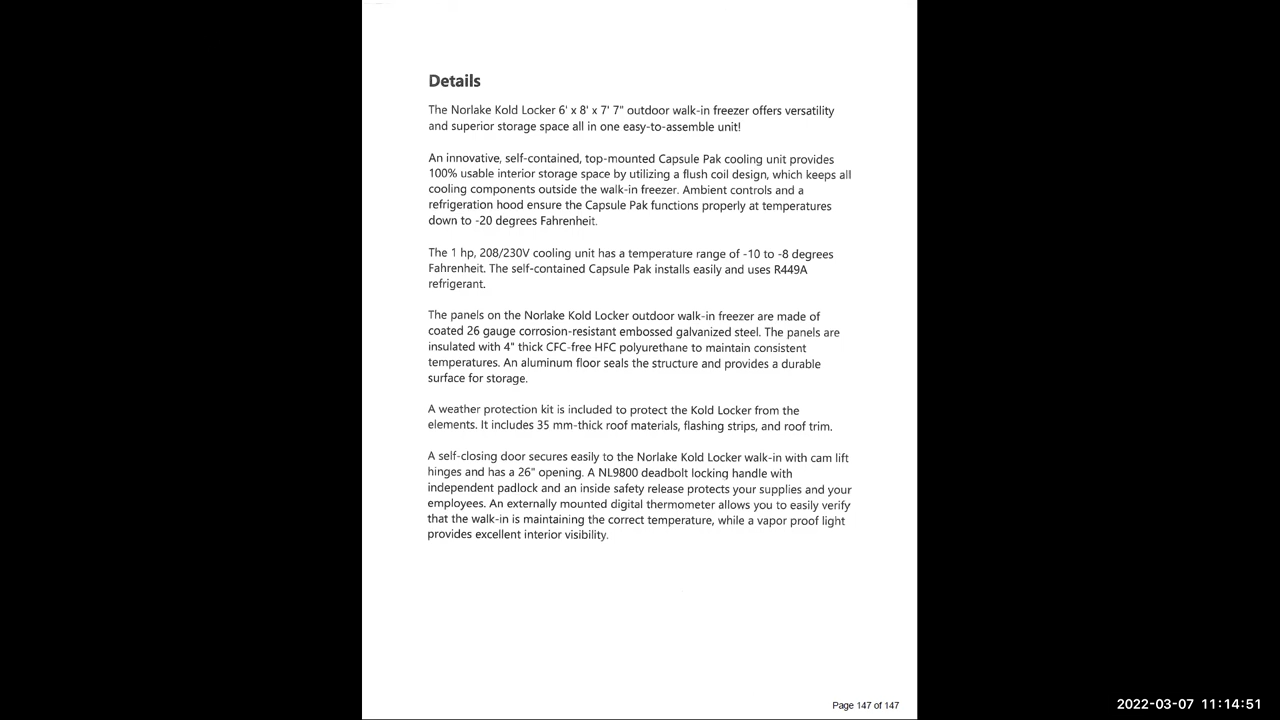 Details
The Norlake Kold Locker 6' x 8' x 7' 7" outdoor walk-in freezer offers versatility
and superior storage space all in one easy-to-assemble unit!
An innovative, self-contained, top-mounted Capsule Pak cooling unit provides
100% usable interior storage space by utilizing a flush coil design, which keeps all
cooling components outside the walk-in freezer. Ambient controls and a
refrigeration hood ensure the Capsule Pak functions properly at temperatures
down to -20 degrees Fahrenheit.
The 1 hp, 208/230V cooling unit has a temperature range of -10 to -8 degrees
Fahrenheit. The self-contained Capsule Pak installs easily and uses R449A
refrigerant.
The panels on the Norlake Kold Locker outdoor walk-in freezer are made of
coated 26 gauge corrosion-resistant embossed galvanized steel. The panels are
insulated with 4" thick CFC-free HFC polyurethane to maintain consistent
temperatures. An aluminum floor seals the structure and provides a durable
surface for storage.
A weather protection kit is included to protect the Kold Locker from the
elements. It includes 35 mm-thick roof materials, flashing strips, and roof trim.
A self-closing door secures easily to the Norlake Kold Locker walk-in with cam lift
hinges and has a 26" opening. A NL9800 deadbolt locking handle with
independent padlock and an inside safety release protects your supplies and your
employees. An externally mounted digital thermometer allows you to easily verify
that the walk-in is maintaining the correct temperature, while a vapor proof light
provides excellent interior visibility.
Page 147 of 147
2022-03-07 11:14:51